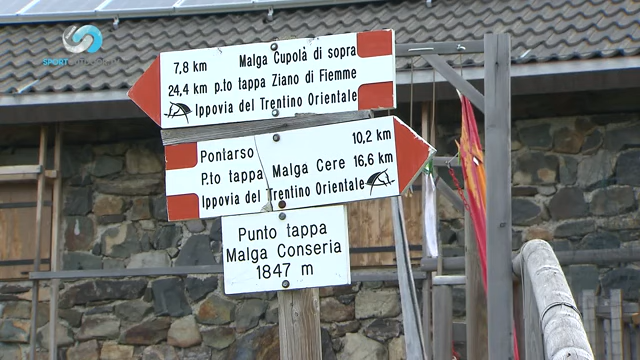 SPORTOUTDOOR.TV
7,8 km Malga Cupolà di sopra
24,4 km p.to tappa Ziano di Fiemme
Ippovia del Trentino Orientale
Pontarso 10,2 km
P.to tappa Malga Cere 16,6 km
Ippovia del Trentino Orientale
Punto tappa
Malga Conseria
1847 m